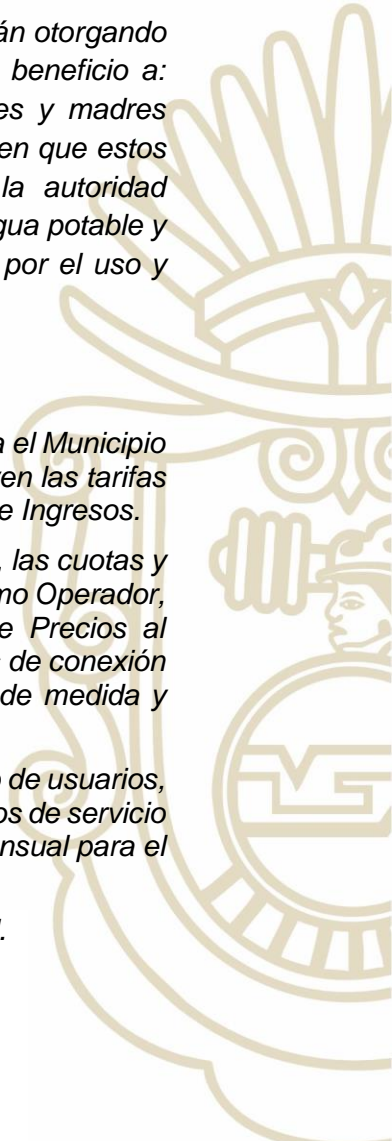 án otorgando
beneficio a:
es y madres
en que estos
la autoridad
gua potable y
por el uso y
a el Municipio
en las tarifas
e Ingresos.
, las cuotas y
mo Operador,
e Precios al
de conexión
de medida y
o de usuarios,
os de servicio
ensual para el
.